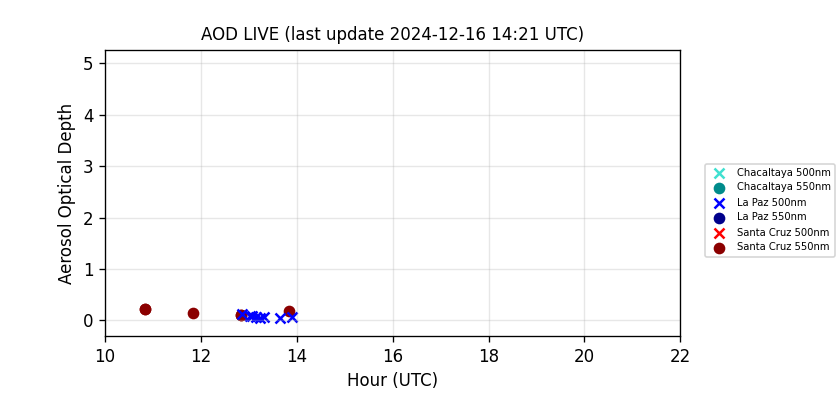 AOD LIVE (last update 2024-12-16 14:21 UTC)
Aerosol Optical Depth
5
4
3
2
1
0
10 12 14 16 18 20 22
Hour (UTC)
Chacaltaya 500nm
Chacaltaya 550nm
La Paz 500nm
La Paz 550nm
Santa Cruz 500nm
Santa Cruz 550nm